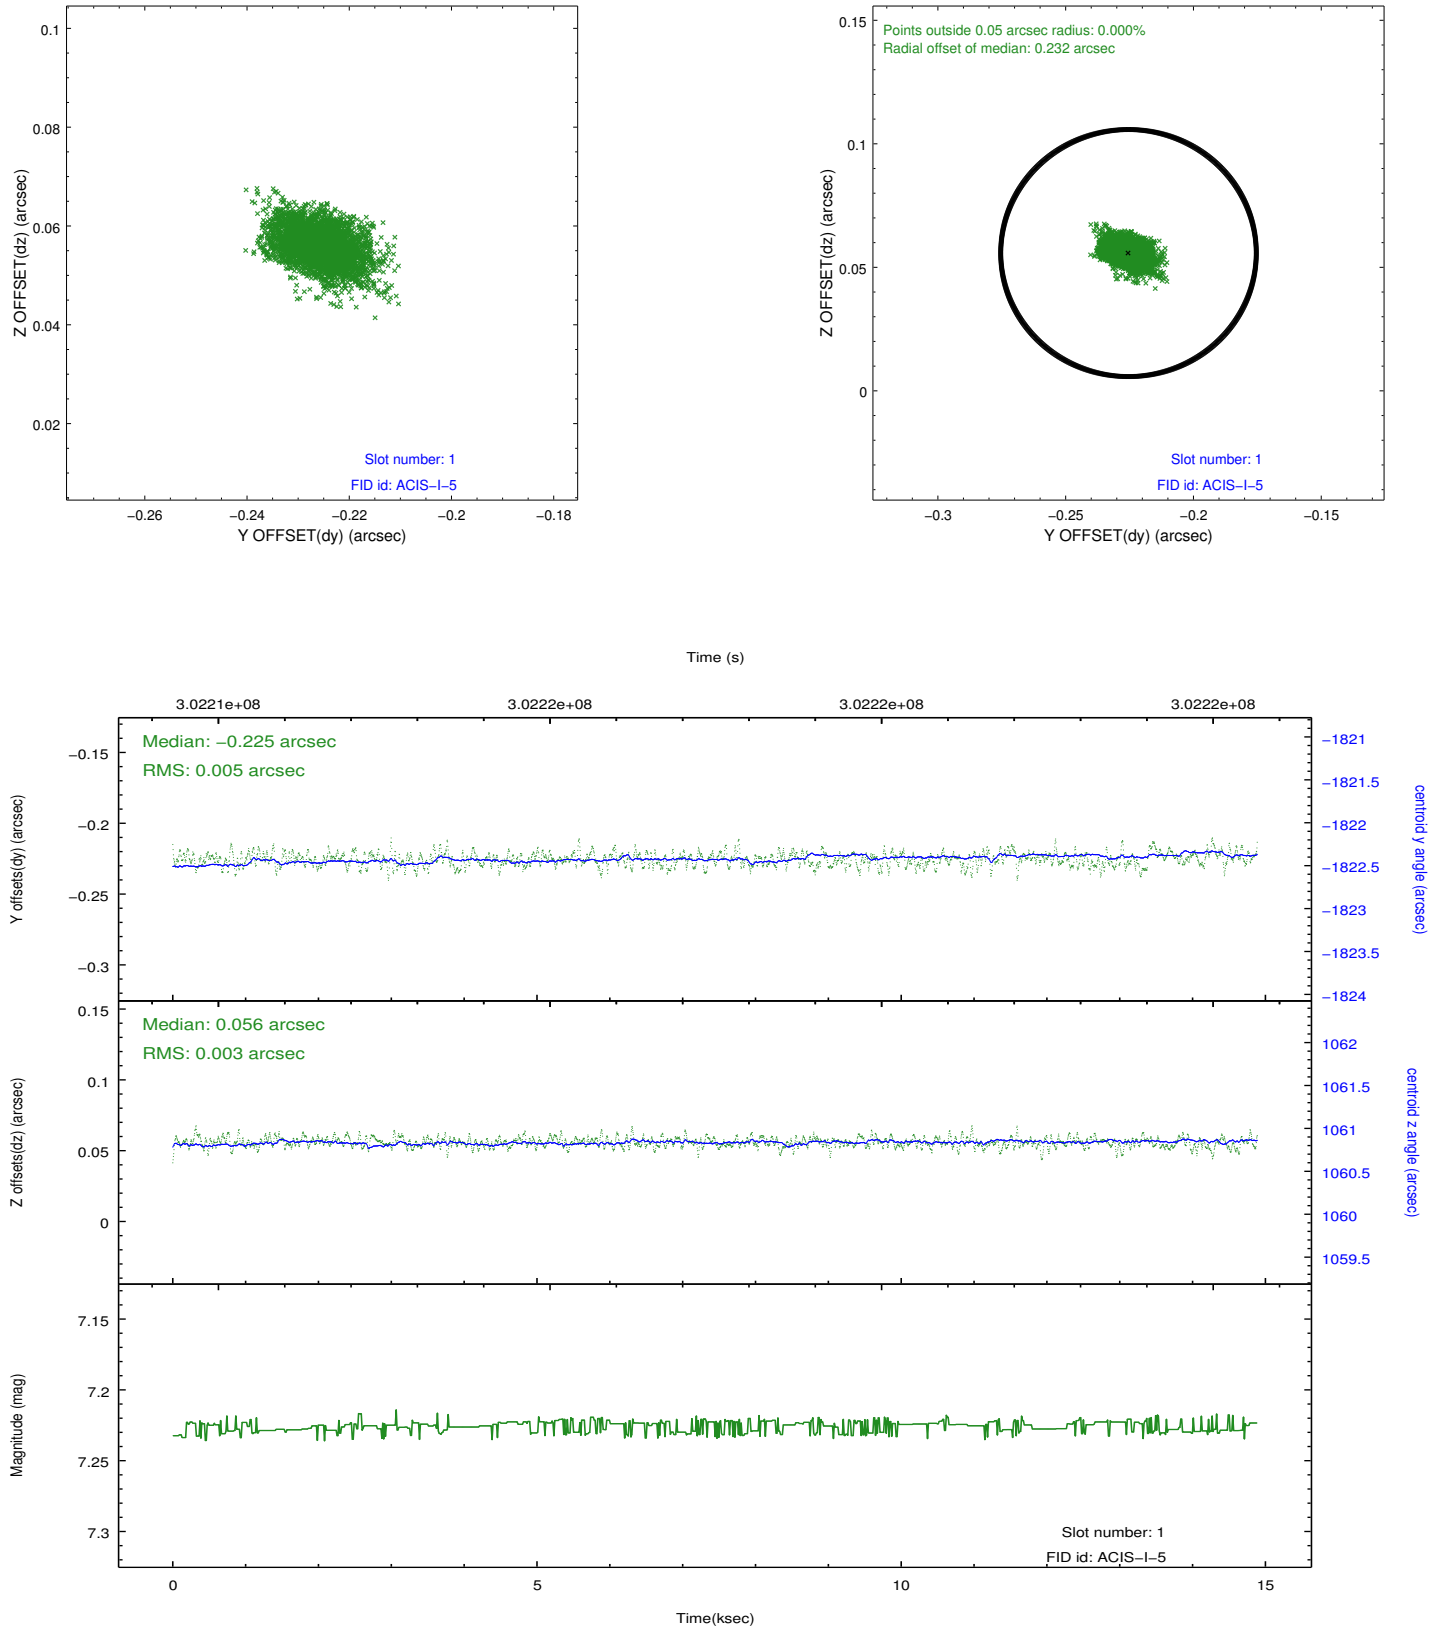 0.1
0.08
0.06
0.04
0.02
Z OFFSET(dz) (arcsec)
Slot number: 1
FID id: ACIS−I−5
−0.26
−0.24
−0.22
−0.2
−0.18
Y OFFSET(dy) (arcsec)
Points outside 0.05 arcsec radius: 0.000%
Radial offset of median: 0.232 arcsec
0.15
0.1
0.05
0
Z OFFSET(dz) (arcsec)
Slot number: 1
FID id: ACIS−I−5
−0.3
−0.25
−0.2
−0.15
Y OFFSET(dy) (arcsec)
Time (s)
3.0221e+08
3.0222e+08
3.0222e+08
3.0222e+08
Median: −0.225 arcsec
RMS: 0.005 arcsec
−0.15
−0.2
−0.25
−0.3
Y offsets(dy) (arcsec)
−1821
−1821.5
−1822
−1822.5
−1823
−1823.5
−1824
centroid y angle (arcsec)
Median: 0.056 arcsec
RMS: 0.003 arcsec
0.15
0.1
0.05
0
Z offsets(dz) (arcsec)
1062
1061.5
1061
1060.5
1060
1059.5
centroid z angle (arcsec)
7.15
7.2
7.25
7.3
Magnitude (mag)
Slot number: 1
FID id: ACIS−I−5
0
5
10
15
Time(ksec)